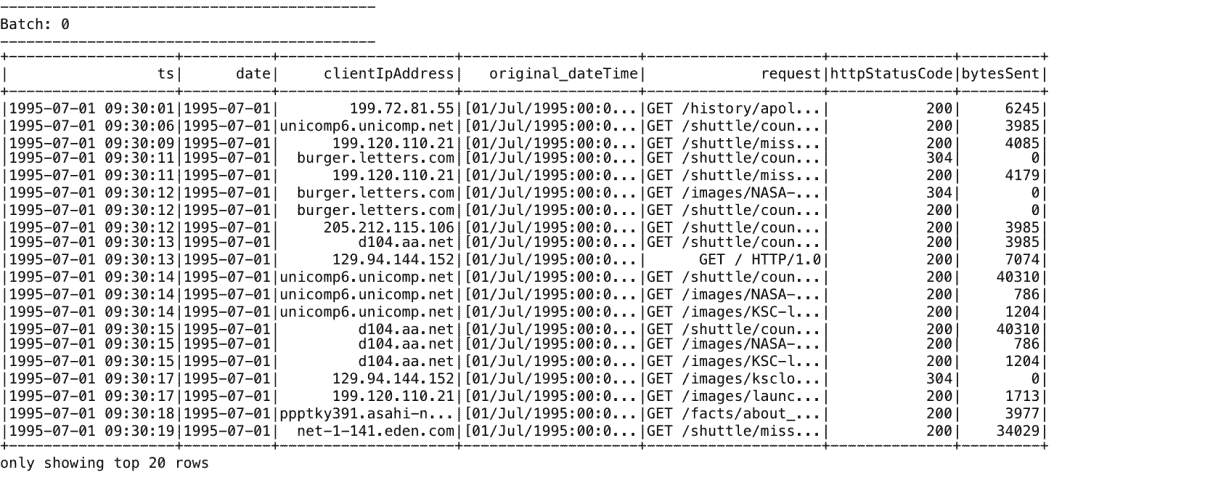 -------------------------------------------
Batch: 0
-------------------------------------------
+-------------------+----------+--------------------+--------------------+--------------------+--------------+---------+
|                 ts|      date|     clientIpAddress|   original_dateTime|             request|httpStatusCode|bytesSent|
+-------------------+----------+--------------------+--------------------+--------------------+--------------+---------+
|1995-07-01 09:30:01|1995-07-01|        199.72.81.55|[01/Jul/1995:00:0...|GET /history/apol...|           200|     6245|
|1995-07-01 09:30:06|1995-07-01|unicomp6.unicomp.net|[01/Jul/1995:00:0...|GET /shuttle/coun...|           200|     3985|
|1995-07-01 09:30:09|1995-07-01|      199.120.110.21|[01/Jul/1995:00:0...|GET /shuttle/miss...|           200|     4085|
|1995-07-01 09:30:11|1995-07-01|  burger.letters.com|[01/Jul/1995:00:0...|GET /shuttle/coun...|           304|        0|
|1995-07-01 09:30:11|1995-07-01|      199.120.110.21|[01/Jul/1995:00:0...|GET /shuttle/miss...|           200|     4179|
|1995-07-01 09:30:12|1995-07-01|  burger.letters.com|[01/Jul/1995:00:0...|GET /images/NASA-...|           304|        0|
|1995-07-01 09:30:12|1995-07-01|  burger.letters.com|[01/Jul/1995:00:0...|GET /shuttle/coun...|           200|        0|
|1995-07-01 09:30:12|1995-07-01|     205.212.115.106|[01/Jul/1995:00:0...|GET /shuttle/coun...|           200|     3985|
|1995-07-01 09:30:13|1995-07-01|         d104.aa.net|[01/Jul/1995:00:0...|GET /shuttle/coun...|           200|     3985|
|1995-07-01 09:30:13|1995-07-01|      129.94.144.152|[01/Jul/1995:00:0...|      GET / HTTP/1.0|           200|     7074|
|1995-07-01 09:30:14|1995-07-01|unicomp6.unicomp.net|[01/Jul/1995:00:0...|GET /shuttle/coun...|           200|    40310|
|1995-07-01 09:30:14|1995-07-01|unicomp6.unicomp.net|[01/Jul/1995:00:0...|GET /images/NASA-...|           200|      786|
|1995-07-01 09:30:14|1995-07-01|unicomp6.unicomp.net|[01/Jul/1995:00:0...|GET /images/KSC-l...|           200|     1204|
|1995-07-01 09:30:15|1995-07-01|         d104.aa.net|[01/Jul/1995:00:0...|GET /shuttle/coun...|           200|    40310|
|1995-07-01 09:30:15|1995-07-01|         d104.aa.net|[01/Jul/1995:00:0...|GET /images/NASA-...|           200|      786|
|1995-07-01 09:30:15|1995-07-01|         d104.aa.net|[01/Jul/1995:00:0...|GET /images/KSC-l...|           200|     1204|
|1995-07-01 09:30:17|1995-07-01|      129.94.144.152|[01/Jul/1995:00:0...|GET /images/ksclo...|           304|        0|
|1995-07-01 09:30:17|1995-07-01|      199.120.110.21|[01/Jul/1995:00:0...|GET /images/launc...|           200|     1713|
|1995-07-01 09:30:18|1995-07-01|ppptky391.asahi-n...|[01/Jul/1995:00:0...|GET /facts/about_...|           200|     3977|
|1995-07-01 09:30:19|1995-07-01|  net-1-141.eden.com|[01/Jul/1995:00:0...|GET /shuttle/miss...|           200|    34029|
+-------------------+----------+--------------------+--------------------+--------------------+--------------+---------+
only showing top 20 rows